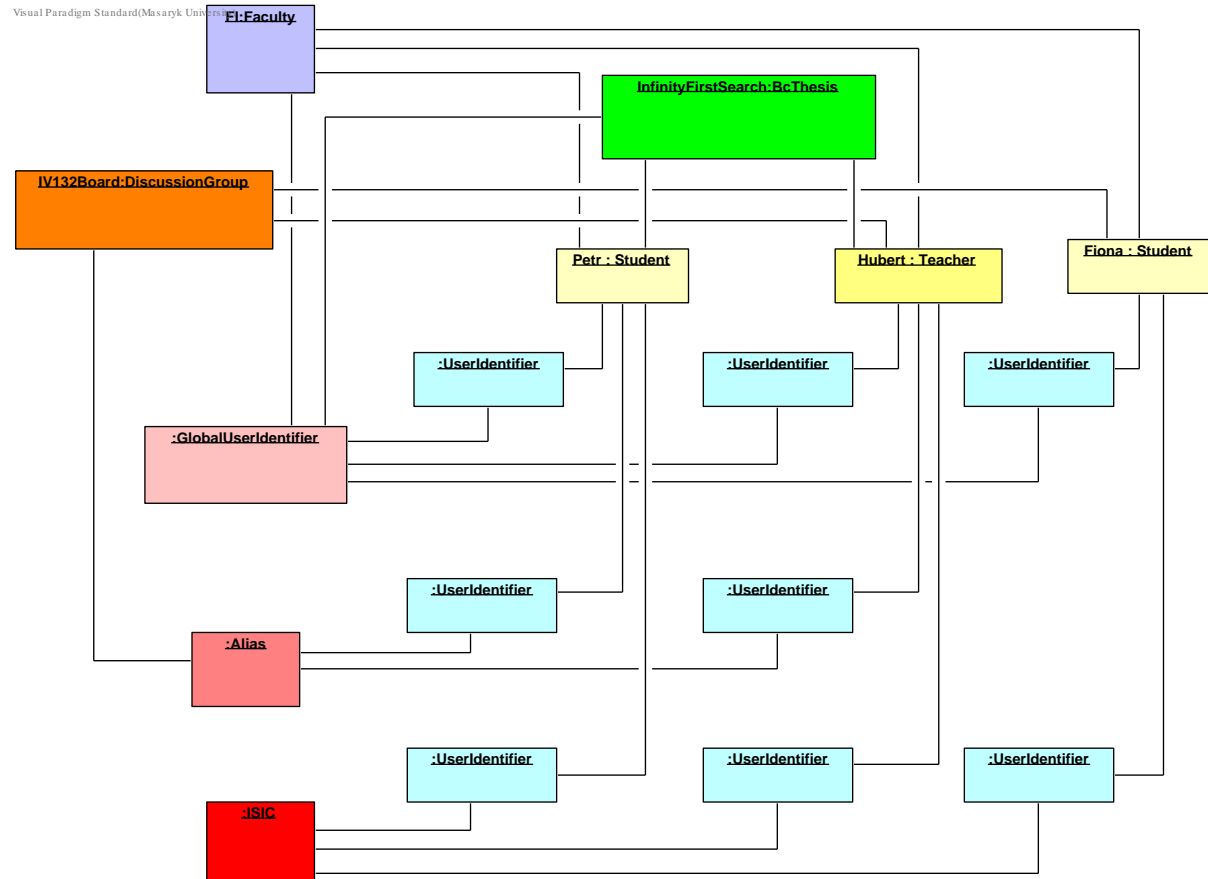 Visual Paradigm Standard(Masaryk University)
FI:Faculty
InfinityFirstSearch:BcThesis
IV132Board:DiscussionGroup
Petr : Student
Hubert : Teacher
Fiona : Student
:UserIdentifier
:UserIdentifier
:UserIdentifier
:GlobalUserIdentifier
:UserIdentifier
:UserIdentifier
:Alias
:UserIdentifier
:UserIdentifier
:UserIdentifier
:ISIC